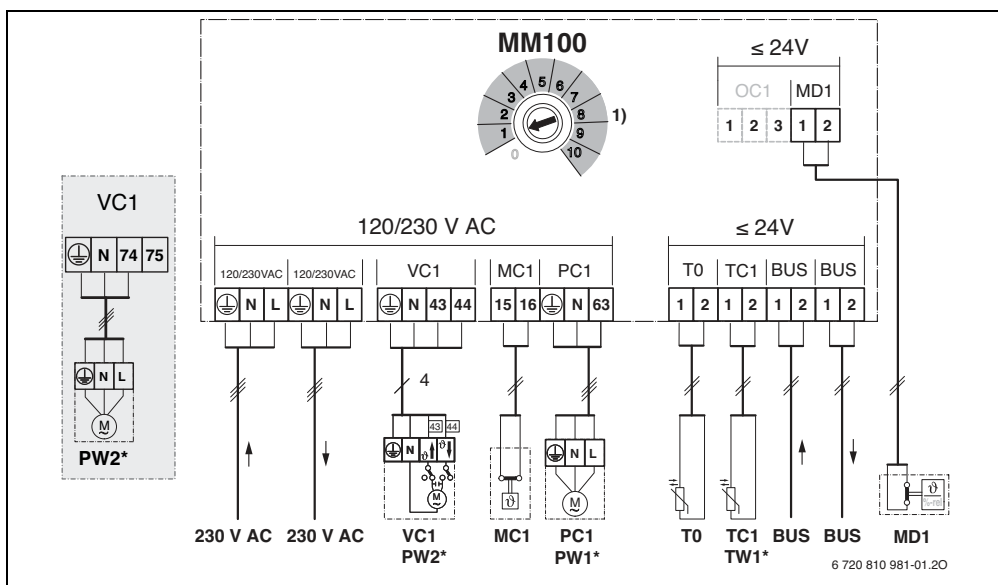 MM100
≤ 24V
OC1 MD1
1 2 3 1 2
0 1 2 3 4 5 6 7 8 9 10
1)
VC1
N 74 75
N L
M
~
PW2*
120/230 V AC
≤ 24V
120/230VAC 120/230VAC VC1 MC1 PC1
N L N L N 43 44 15 16 N 63
T0 TC1 BUS BUS
1 2 1 2 1 2 1 2
4
43 44
N ϑ ϑ
M
~
ϑ
N L
M
~
ϑ
%-rel
230 V AC 230 V AC VC1 MC1 PC1 T0 TC1 BUS BUS MD1
PW2* PW1* TW1*
6 720 810 981-01.2O